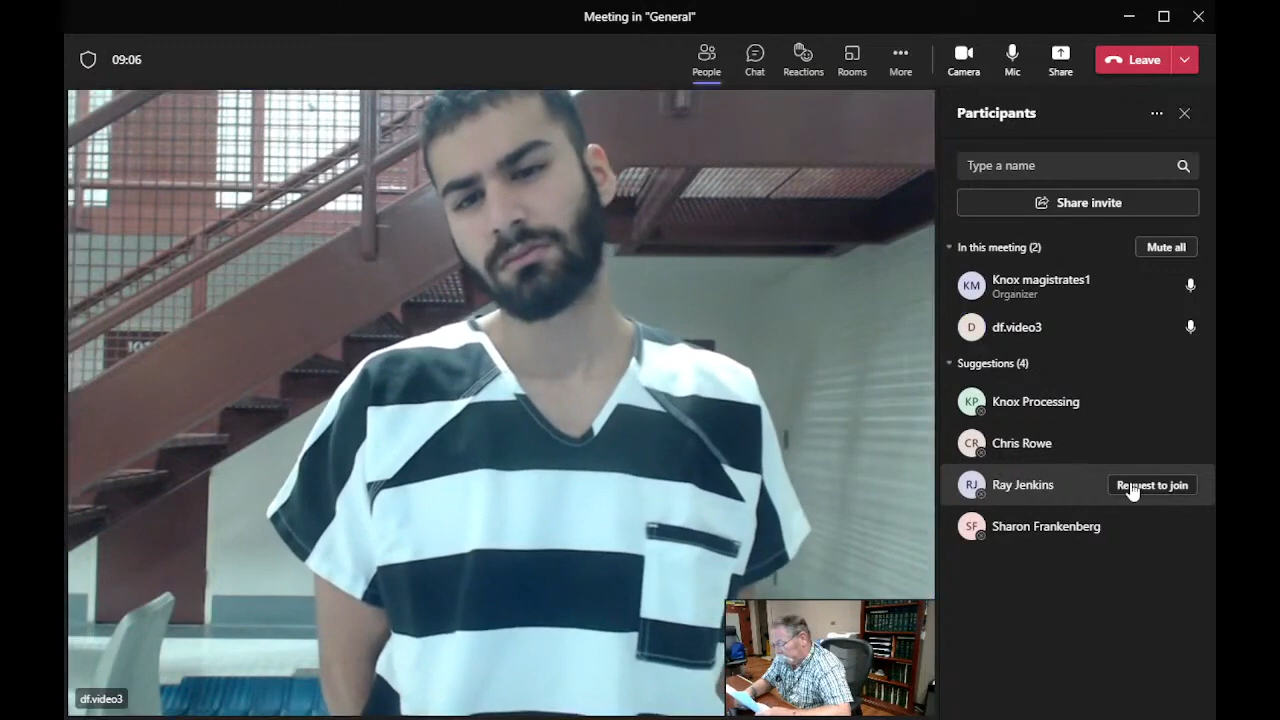 Meeting in "General"
09:06
People
Chat
Reactions
Rooms
More
Camera
Mic
Share
Leave
Participants
Type a name
Share invite
In this meeting (2)
Mute all
KM
Knox magistrates1
Organizer
D
df.video3
Suggestions (4)
KP
Knox Processing
CR
Chris Rowe
RJ
Ray Jenkins
Request to join
SF
Sharon Frankenberg
df.video3